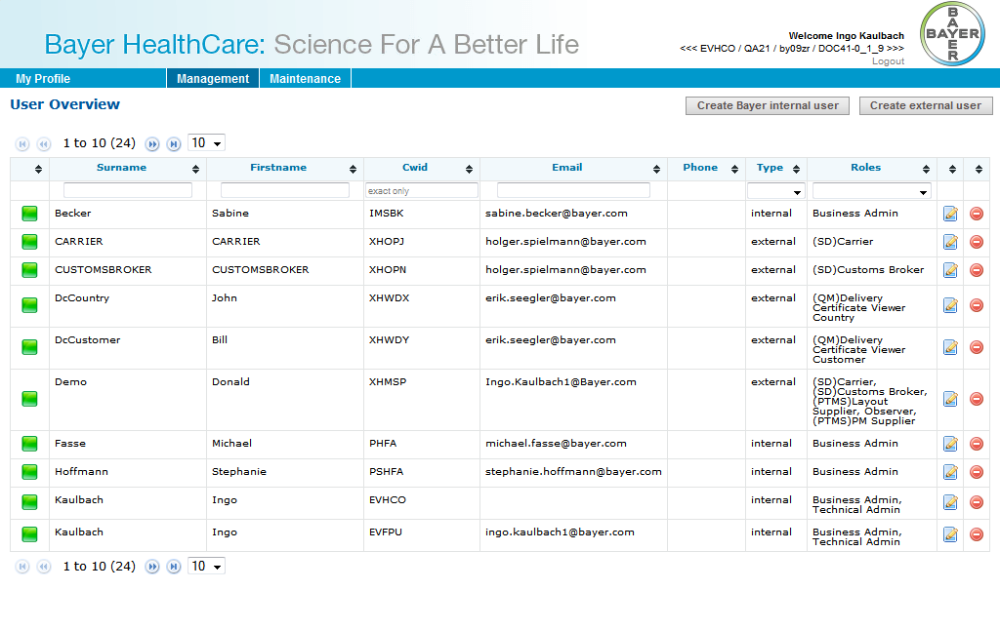 Bayer HealthCare: Science For A Better Life
Welcome Ingo Kaulbach
<<< EVHCO / QA21 / by09zr / DOC41-0_1_9 >>>
Logout
BAYER
BAYER
My Profile
Management
Maintenance
User Overview
Create Bayer internal user
Create external user
1 to 10 (24)
10
Surname Firstname Cwid Email Phone Type Roles
exact only
Becker Sabine IMSBK sabine.becker@bayer.com internal Business Admin
CARRIER CARRIER XHOPJ holger.spielmann@bayer.com external (SD)Carrier
CUSTOMSBROKER CUSTOMSBROKER XHOPN holger.spielmann@bayer.com external (SD)Customs Broker
DcCountry John XHWDX erik.seegler@bayer.com external (QM)Delivery
Certificate Viewer
Country
DcCustomer Bill XHWDY erik.seegler@bayer.com external (QM)Delivery
Certificate Viewer
Customer
Demo Donald XHMSP Ingo.Kaulbach1@Bayer.com external (SD)Carrier,
(SD)Customs Broker,
(PTMS)Layout
Supplier, Observer,
(PTMS)PM Supplier
Fasse Michael PHFA michael.fasse@bayer.com internal Business Admin
Hoffmann Stephanie PSHFA stephanie.hoffmann@bayer.com internal Business Admin
Kaulbach Ingo EVHCO internal Business Admin,
Technical Admin
Kaulbach Ingo EVFPU ingo.kaulbach1@bayer.com internal Business Admin,
Technical Admin
1 to 10 (24)
10